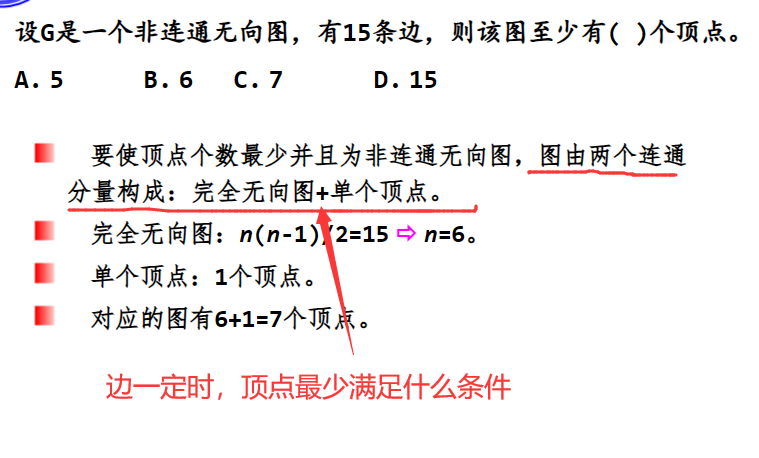 设G是一个非连通无向图，有15条边，则该图至少有( )个顶点。
A. 5 B. 6 C. 7 D. 15
要使顶点个数最少并且为非连通无向图，图由两个连通
分量构成：完全无向图+单个顶点。
完全无向图：n(n-1)/2=15 ⇨ n=6。
单个顶点：1个顶点。
对应的图有6+1=7个顶点。
边一定时，顶点最少满足什么条件